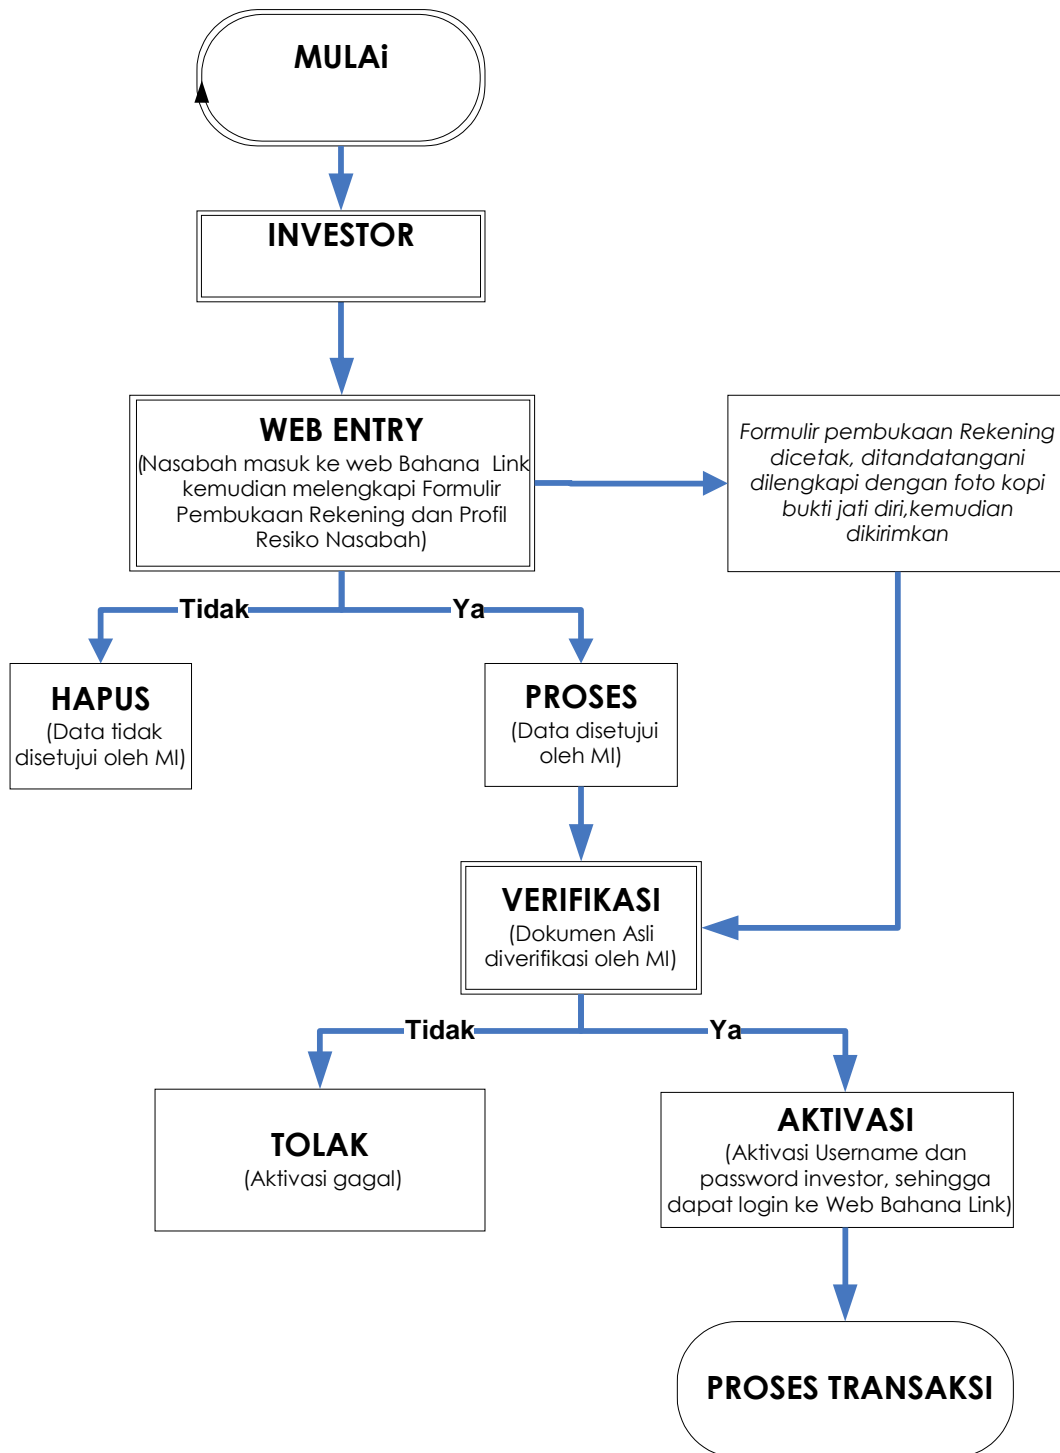 MULAi
INVESTOR
WEB ENTRY
(Nasabah masuk ke web Bahana Link
kemudian melengkapi Formulir
Pembukaan Rekening dan Profil
Resiko Nasabah)
Formulir pembukaan Rekening
dicetak, ditandatangani
dilengkapi dengan foto kopi
bukti jati diri,kemudian
dikirimkan
Tidak
Ya
HAPUS
(Data tidak
disetujui oleh MI)
PROSES
(Data disetujui
oleh MI)
VERIFIKASI
(Dokumen Asli
diverifikasi oleh MI)
Tidak
Ya
TOLAK
(Aktivasi gagal)
AKTIVASI
(Aktivasi Username dan
password investor, sehingga
dapat login ke Web Bahana Link)
PROSES TRANSAKSI